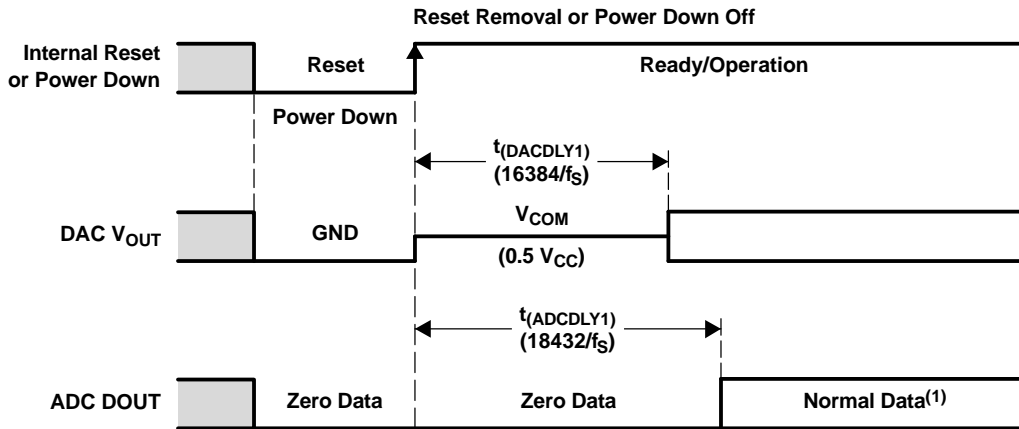 Reset Removal or Power Down Off
Internal Reset
or Power Down
Reset
Ready/Operation
Power Down
t(DACDLY1)
(16384/fS)
DAC VOUT
GND
VCOM
(0.5 VCC)
t(ADCDLY1)
(18432/fS)
ADC DOUT
Zero Data
Zero Data
Normal Data(1)